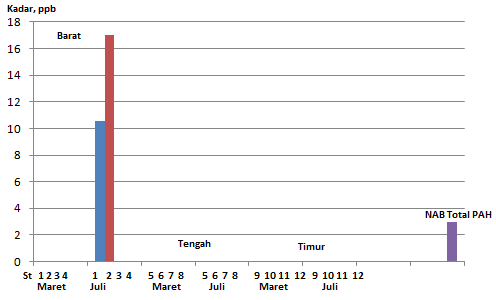 Kadar, ppb
18
Barat
16
14
12
10
8
6
4
NAB Total PAH
2
Tengah
Timur
0
St 1 2 3 4 1 2 3 4 5 6 7 8 5 6 7 8 9 10 11 12 9 10 11 12
Maret Juli Maret Juli Maret Juli